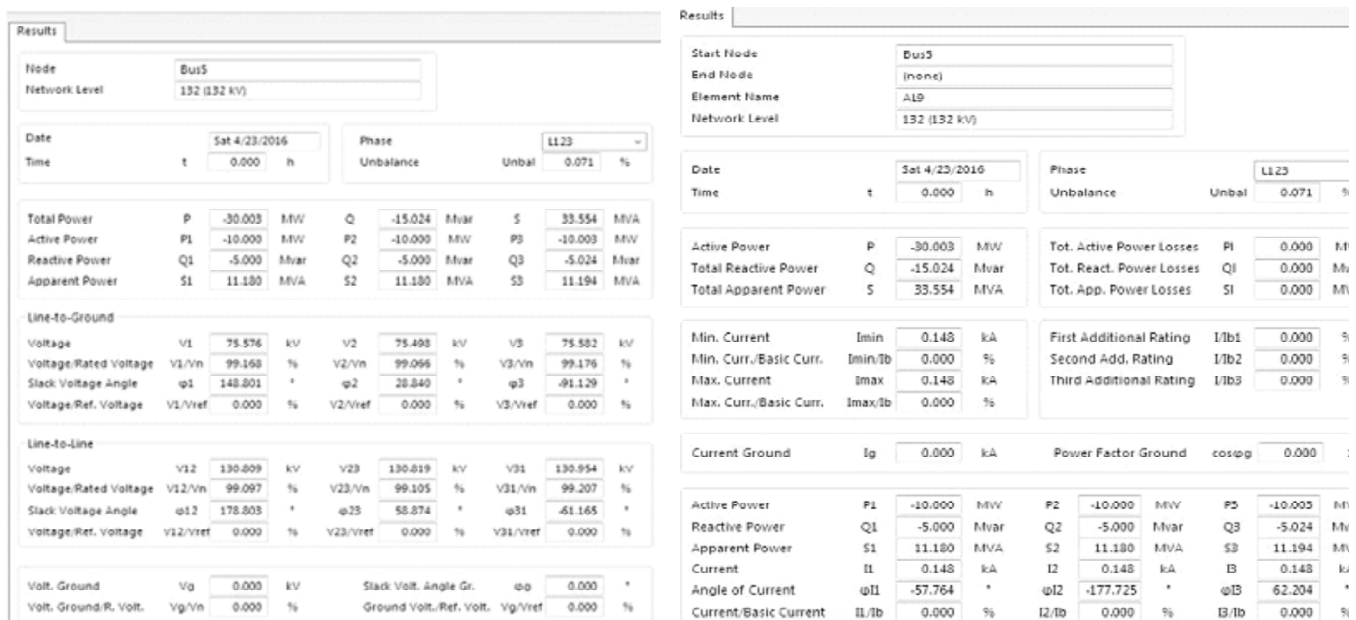 Results
Node Bus5
Network Level 132 (132 kV)
Date Sat 4/23/2016 Phase L123
Time t 0.000 h Unbalance Unbal 0.071 %
Total Power P -30.003 MW Q -15.024 Mvar S 33.554 MVA
Active Power P1 -10.000 MW P2 -10.000 MW P3 -10.003 MW
Reactive Power Q1 -5.000 Mvar Q2 -5.000 Mvar Q3 -5.024 Mvar
Apparent Power S1 11.180 MVA S2 11.180 MVA S3 11.194 MVA
Line-to-Ground
Voltage V1 75.576 kV V2 75.498 kV V3 75.582 kV
Voltage/Rated Voltage V1/Vn 99.168 % V2/Vn 99.066 % V3/Vn 99.176 %
Slack Voltage Angle φ1 148.801 ° φ2 28.840 ° φ3 -91.129 °
Voltage/Ref. Voltage V1/Vref 0.000 % V2/Vref 0.000 % V3/Vref 0.000 %
Line-to-Line
Voltage V12 130.809 kV V23 130.819 kV V31 130.954 kV
Voltage/Rated Voltage V12/Vn 99.097 % V23/Vn 99.105 % V31/Vn 99.207 %
Slack Voltage Angle φ12 178.803 ° φ23 58.874 ° φ31 -61.165 °
Voltage/Ref. Voltage V12/Vref 0.000 % V23/Vref 0.000 % V31/Vref 0.000 %
Volt. Ground Vg 0.000 kV Slack Volt. Angle Gr. φg 0.000 °
Volt. Ground/R. Volt. Vg/Vn 0.000 % Ground Volt./Ref. Volt. Vg/Vref 0.000 %
Results
Start Node Bus5
End Node (none)
Element Name AL9
Network Level 132 (132 kV)
Date Sat 4/23/2016 Phase L123
Time t 0.000 h Unbalance Unbal 0.071 %
Active Power P -30.003 MW Tot. Active Power Losses Pl 0.000 MW
Total Reactive Power Q -15.024 Mvar Tot. React. Power Losses Ql 0.000 Mv
Total Apparent Power S 33.554 MVA Tot. App. Power Losses Sl 0.000 MV
Min. Current Imin 0.148 kA First Additional Rating I/Ib1 0.000 %
Min. Curr./Basic Curr. Imin/Ib 0.000 % Second Add. Rating I/Ib2 0.000 %
Max. Current Imax 0.148 kA Third Additional Rating I/Ib3 0.000 %
Max. Curr./Basic Curr. Imax/Ib 0.000 %
Current Ground Ig 0.000 kA Power Factor Ground cosφg 0.000
Active Power P1 -10.000 MW P2 -10.000 MW P3 -10.003 MW
Reactive Power Q1 -5.000 Mvar Q2 -5.000 Mvar Q3 -5.024 Mv
Apparent Power S1 11.180 MVA S2 11.180 MVA S3 11.194 MV
Current I1 0.148 kA I2 0.148 kA I3 0.148 kA
Angle of Current φI1 -57.764 ° φI2 -177.725 ° φI3 62.204 °
Current/Basic Current I1/Ib 0.000 % I2/Ib 0.000 % I3/Ib 0.000 %